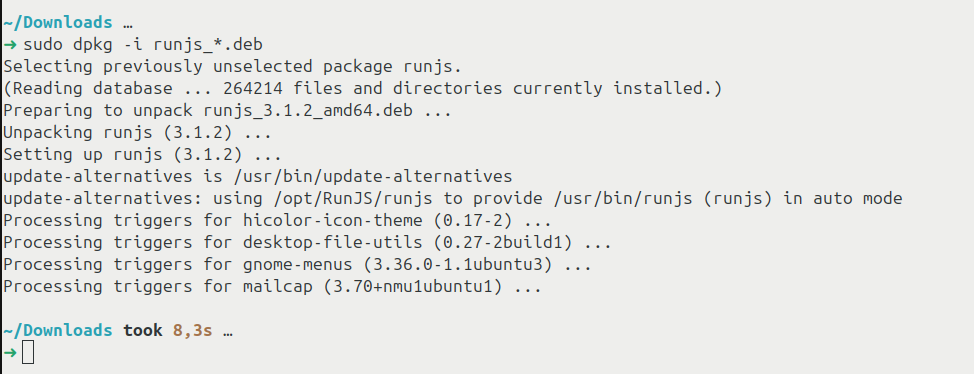 ~/Downloads …
➜ sudo dpkg -i runjs_*.deb
Selecting previously unselected package runjs.
(Reading database ... 264214 files and directories currently installed.)
Preparing to unpack runjs_3.1.2_amd64.deb ...
Unpacking runjs (3.1.2) ...
Setting up runjs (3.1.2) ...
update-alternatives is /usr/bin/update-alternatives
update-alternatives: using /opt/RunJS/runjs to provide /usr/bin/runjs (runjs) in auto mode
Processing triggers for hicolor-icon-theme (0.17-2) ...
Processing triggers for desktop-file-utils (0.27-2build1) ...
Processing triggers for gnome-menus (3.36.0-1.1ubuntu3) ...
Processing triggers for mailcap (3.70+nmu1ubuntu1) ...
~/Downloads took 8,3s …
➜